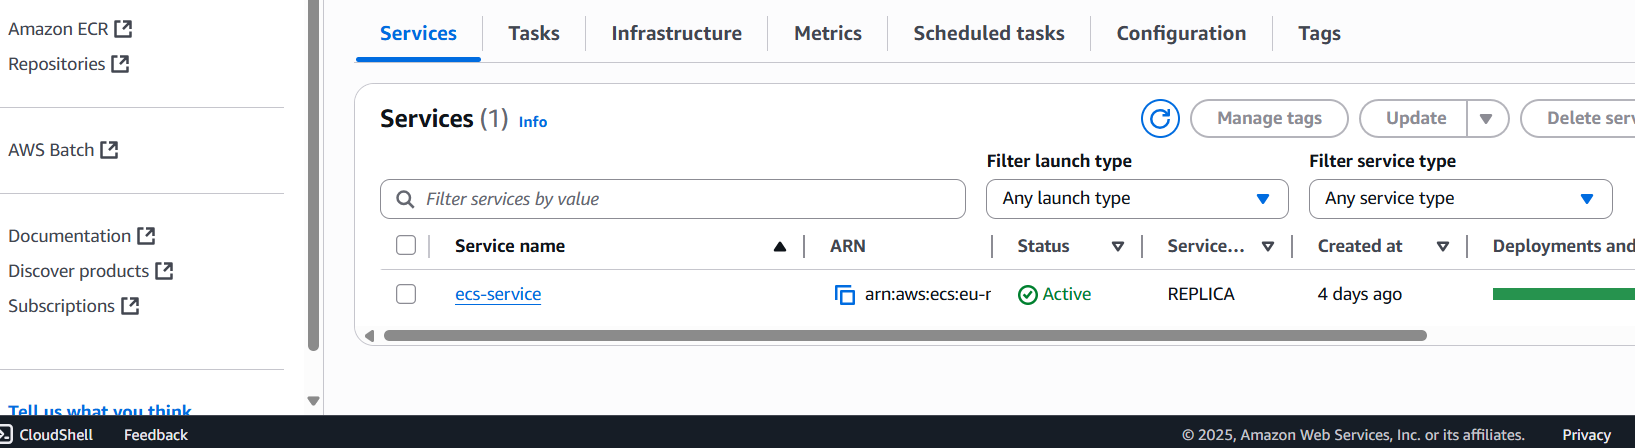 Amazon ECR
Repositories
AWS Batch
Documentation
Discover products
Subscriptions
Tell us what you think
Services Tasks Infrastructure Metrics Scheduled tasks Configuration Tags
Services (1) Info
Manage tags Update Delete serv
Filter launch type Filter service type
Filter services by value Any launch type Any service type
Service name ARN Status Service... Created at Deployments and
ecs-service arn:aws:ecs:eu-r Active REPLICA 4 days ago
CloudShell Feedback © 2025, Amazon Web Services, Inc. or its affiliates. Privacy